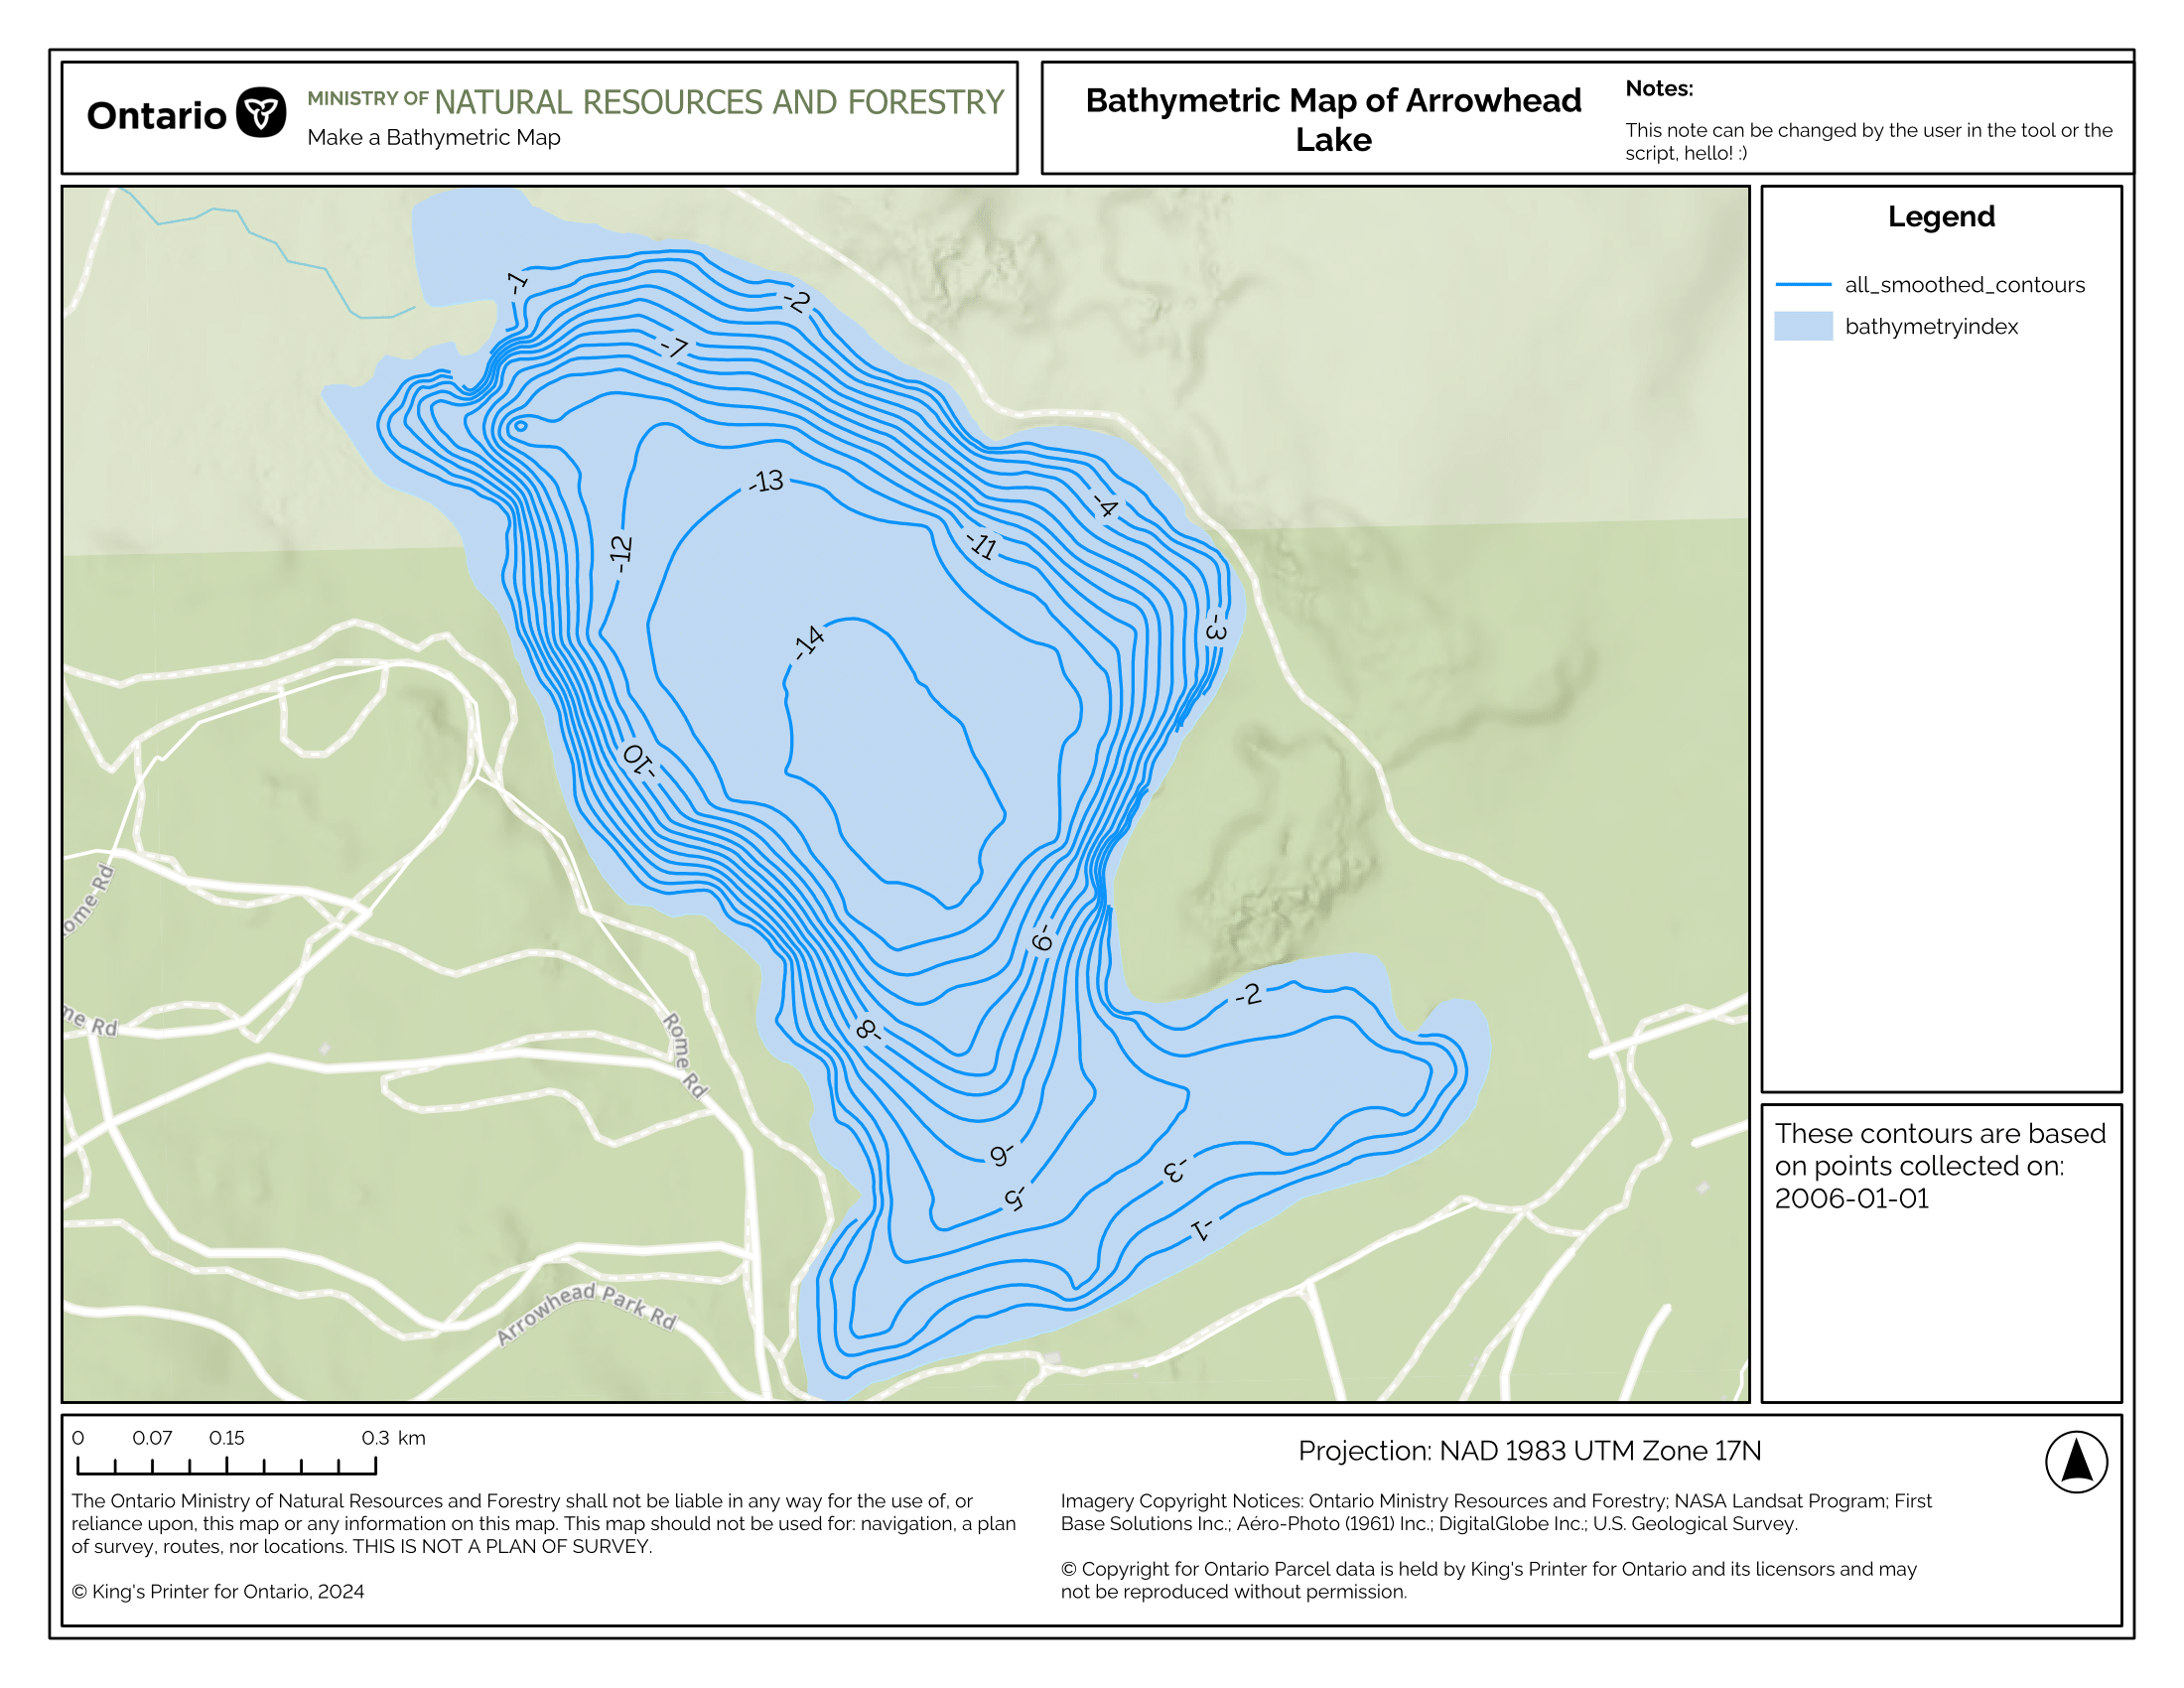 Ontario
MINISTRY OF NATURAL RESOURCES AND FORESTRY
Make a Bathymetric Map
Bathymetric Map of Arrowhead
Lake
Notes:
This note can be changed by the user in the tool or the
script, hello! :)
-1
-2
-7
-13
-4
-11
-12
-3
-14
-10
-9
-2
-8
-6
-3
-5
-1
ome Rd
me Rd
Rome Rd
Arrowhead Park Rd
Legend
all_smoothed_contours
bathymetryindex
These contours are based
on points collected on:
2006-01-01
0 0.07 0.15 0.3 km
The Ontario Ministry of Natural Resources and Forestry shall not be liable in any way for the use of, or
reliance upon, this map or any information on this map. This map should not be used for: navigation, a plan
of survey, routes, nor locations. THIS IS NOT A PLAN OF SURVEY.
© King's Printer for Ontario, 2024
Projection: NAD 1983 UTM Zone 17N
Imagery Copyright Notices: Ontario Ministry Resources and Forestry; NASA Landsat Program; First
Base Solutions Inc.; Aéro-Photo (1961) Inc.; DigitalGlobe Inc.; U.S. Geological Survey.
© Copyright for Ontario Parcel data is held by King's Printer for Ontario and its licensors and may
not be reproduced without permission.